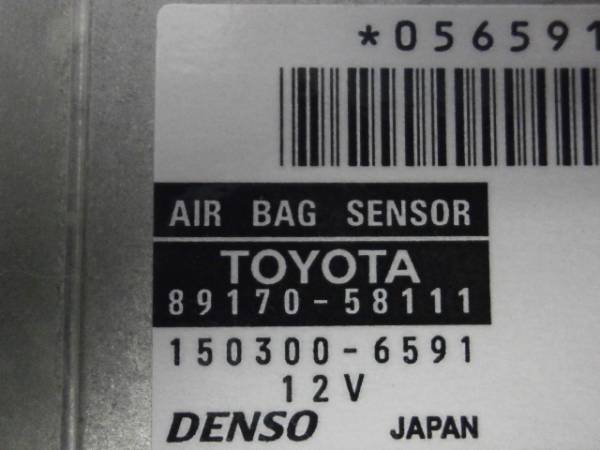 *056591
AIR BAG SENSOR
TOYOTA
89170-58111
150300-6591
12V
DENSO JAPAN